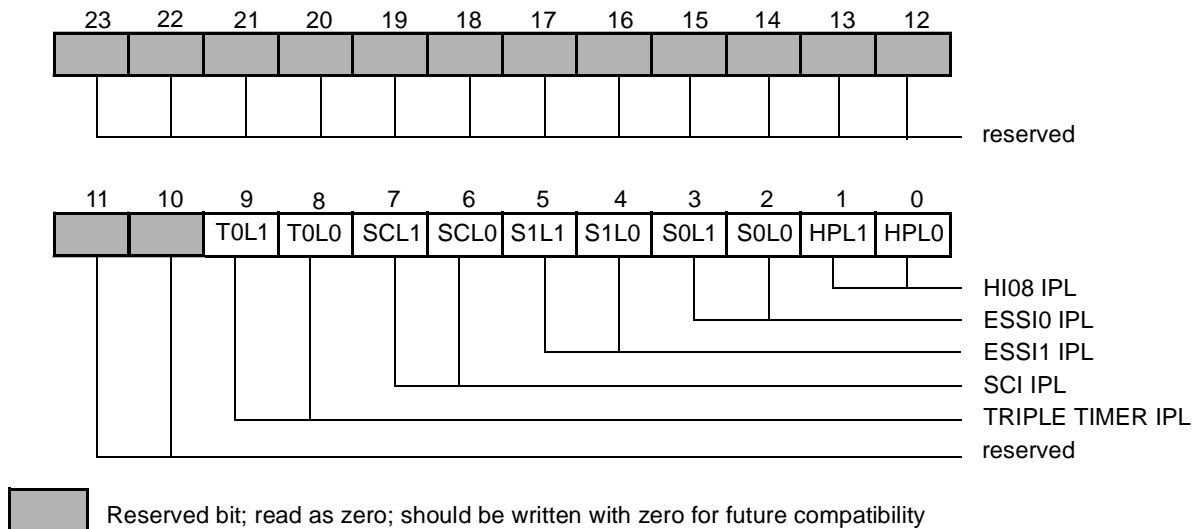 23 22 21 20 19 18 17 16 15 14 13 12
reserved
11 10 9 8 7 6 5 4 3 2 1 0
T0L1 T0L0 SCL1 SCL0 S1L1 S1L0 S0L1 S0L0 HPL1 HPL0
HI08 IPL
ESSI0 IPL
ESSI1 IPL
SCI IPL
TRIPLE TIMER IPL
reserved
Reserved bit; read as zero; should be written with zero for future compatibility